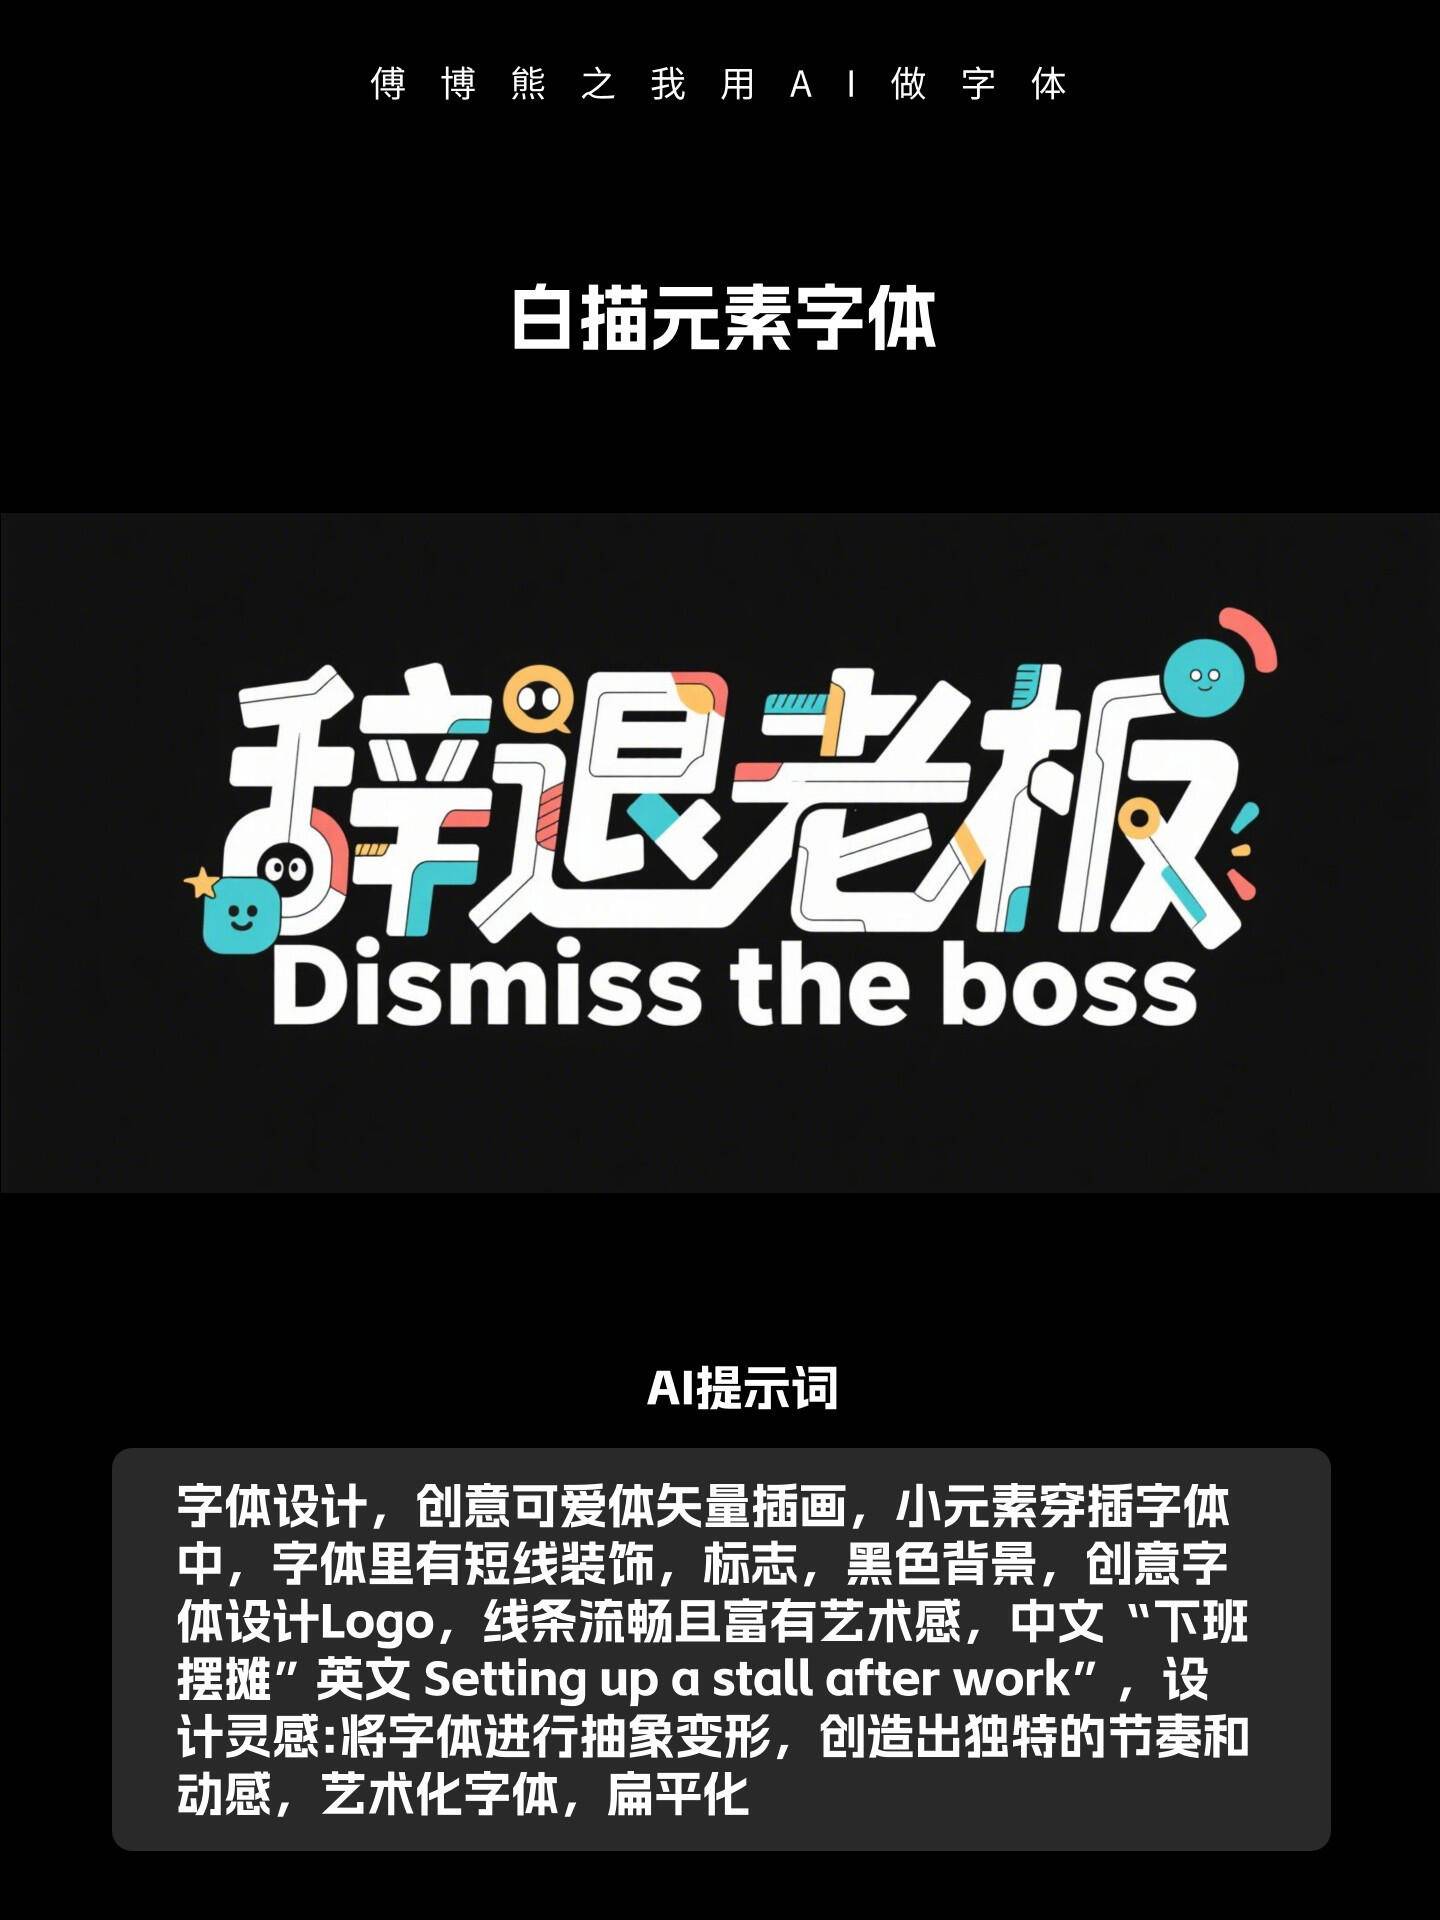 傅博熊之我用AI做字体
白描元素字体
辞退老板
Dismiss the boss
AI提示词
字体设计，创意可爱体矢量插画，小元素穿插字体
中，字体里有短线装饰，标志，黑色背景，创意字
体设计Logo，线条流畅且富有艺术感，中文“下班
摆摊”英文 Setting up a stall after work”，设
计灵感:将字体进行抽象变形，创造出独特的节奏和
动感，艺术化字体，扁平化